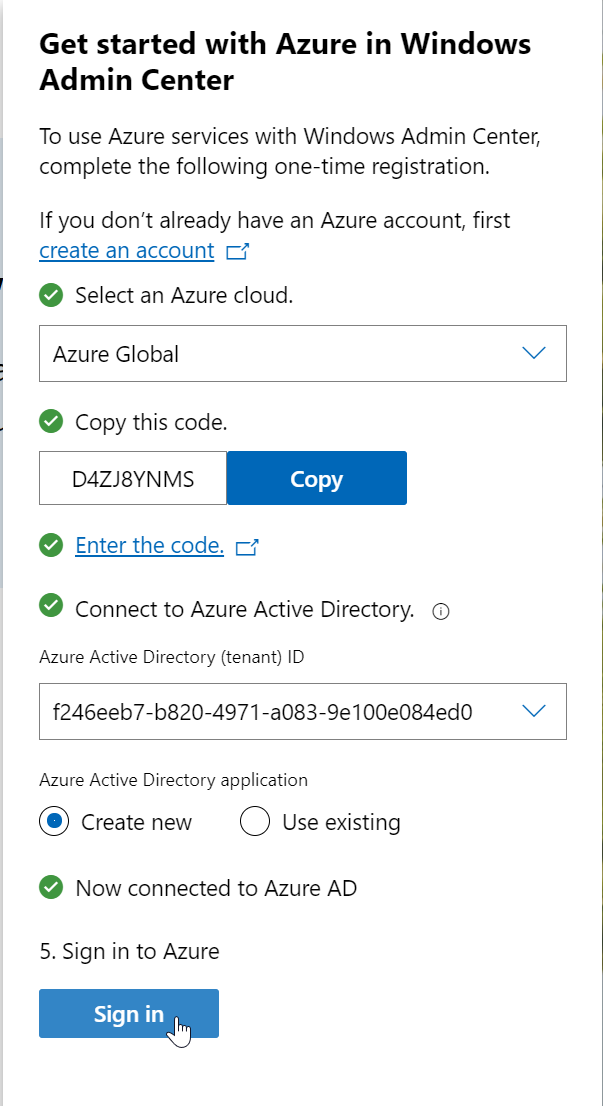 Get started with Azure in Windows
Admin Center
To use Azure services with Windows Admin Center,
complete the following one-time registration.
If you don’t already have an Azure account, first
create an account
Select an Azure cloud.
Azure Global
Copy this code.
D4ZJ8YNMS Copy
Enter the code.
Connect to Azure Active Directory.
Azure Active Directory (tenant) ID
f246eeb7-b820-4971-a083-9e100e084ed0
Azure Active Directory application
Create new Use existing
Now connected to Azure AD
5. Sign in to Azure
Sign in